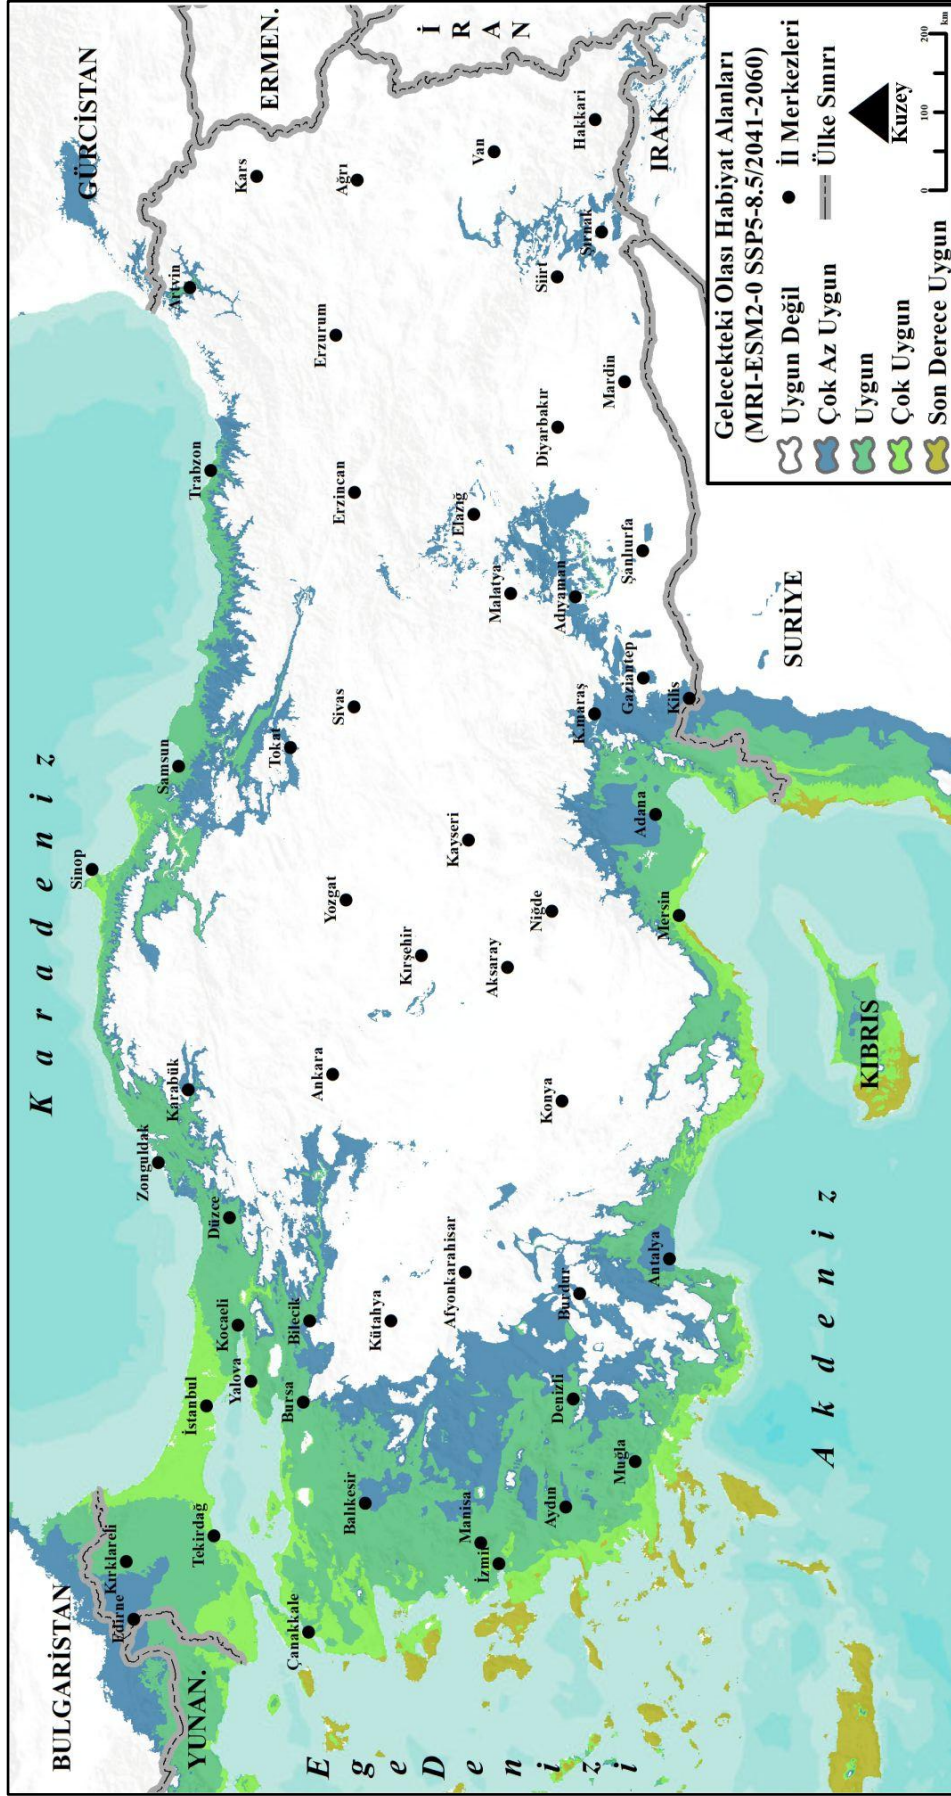 BULGARİSTAN
YUNAN.
Karadeniz
GÜRCİSTAN
ERMEN.
İRAN
IRAK
SURİYE
KIBRIS
Akdeniz
Ege Denizi
Edirne
Kırklareli
Tekirdağ
İstanbul
Yalova
Kocaeli
Düzce
Zonguldak
Karabük
Sinop
Samsun
Tokat
Trabzon
Artvin
Kars
Ağrı
Erzurum
Erzincan
Sivas
Yozgat
Kırşehir
Ankara
Bilecik
Bursa
Çanakkale
Balıkesir
Kütahya
Afyonkarahisar
Manisa
İzmir
Aydın
Denizli
Muğla
Burdur
Antalya
Konya
Aksaray
Niğde
Kayseri
Mersin
Adana
K.maraş
Gaziantep
Kilis
Adıyaman
Malatya
Elazığ
Şanlıurfa
Diyarbakır
Mardin
Siirt
Şırnak
Van
Hakkari
Gelecekteki Olası Habiyat Alanları
(MRI-ESM2-0 SSP5-8.5/2041-2060)
Uygun Değil
Çok Az Uygun
Uygun
Çok Uygun
Son Derece Uygun
İl Merkezleri
Ülke Sınırı
Kuzey
0 100 200
km